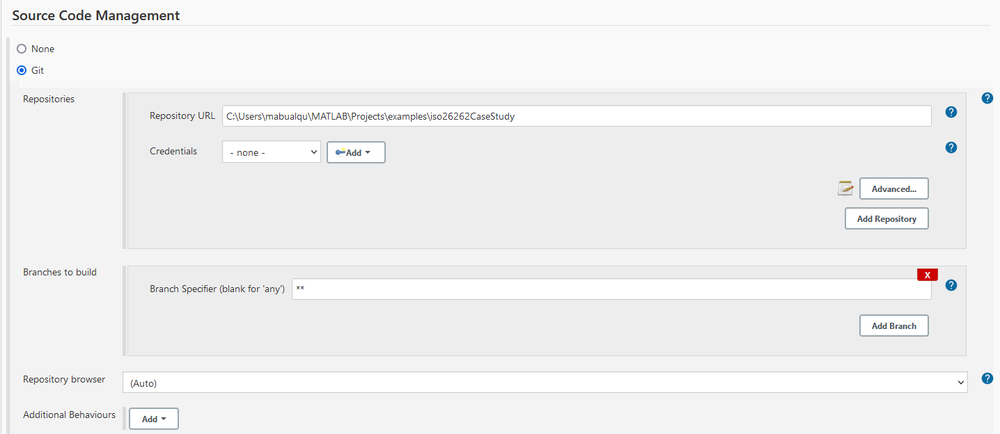 Source Code Management
None
Git
Repositories
Repository URL C:\Users\mabualqu\MATLAB\Projects\examples\iso26262CaseStudy
Credentials - none - Add
Advanced...
Add Repository
Branches to build
X
Branch Specifier (blank for 'any') **
Add Branch
Repository browser (Auto)
Additional Behaviours Add